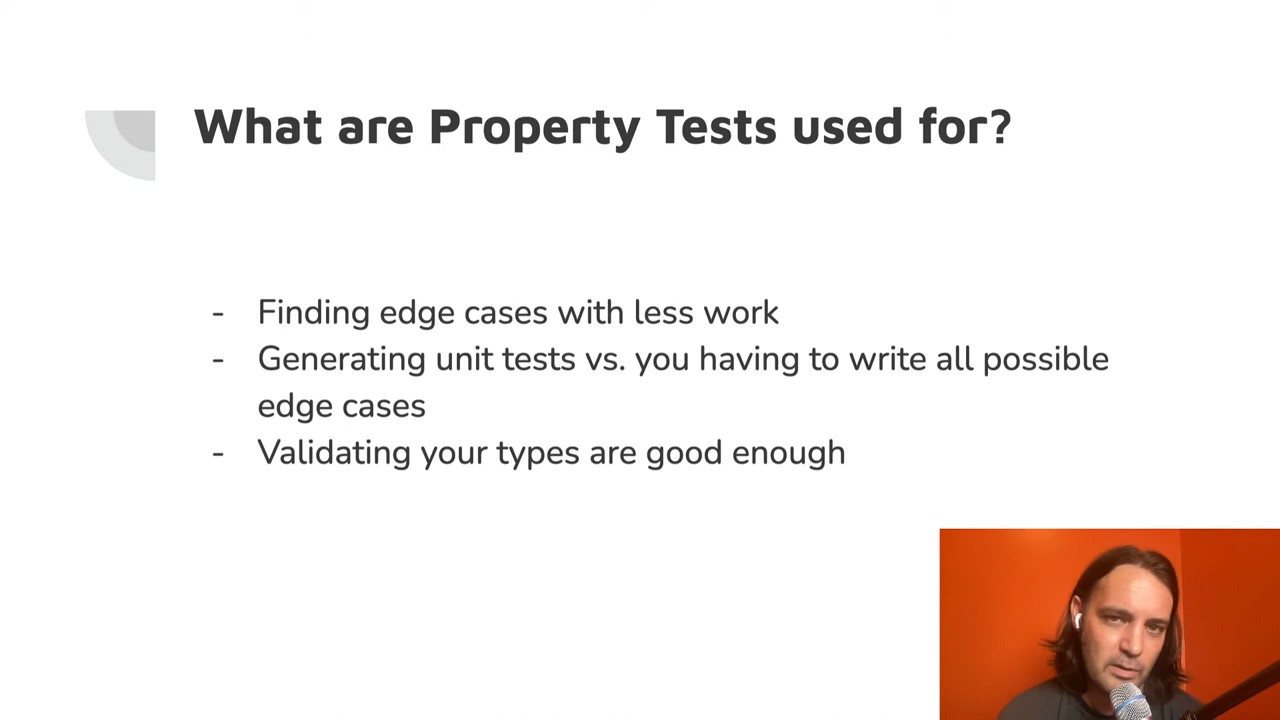 What are Property Tests used for?
- Finding edge cases with less work
- Generating unit tests vs. you having to write all possible
edge cases
- Validating your types are good enough